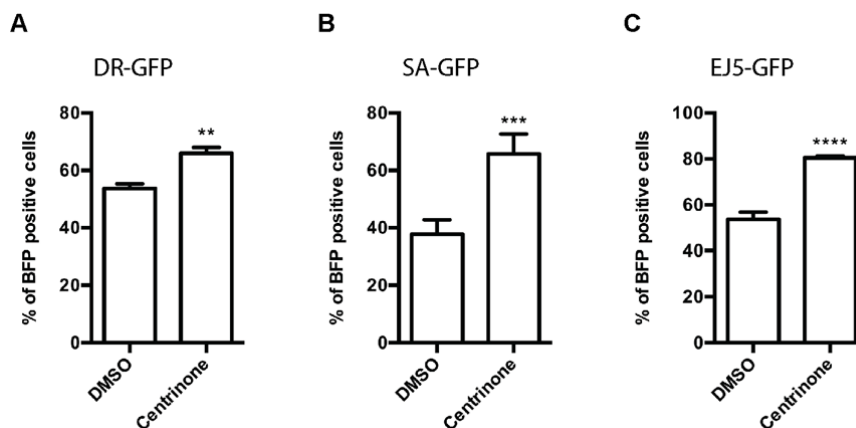 A
DR-GFP
% of BFP positive cells
80
60
40
20
0
**
DMSO
Centrinone
B
SA-GFP
% of BFP positive cells
80
60
40
20
0
***
DMSO
Centrinone
C
EJ5-GFP
% of BFP positive cells
100
80
60
40
20
0
****
DMSO
Centrinone